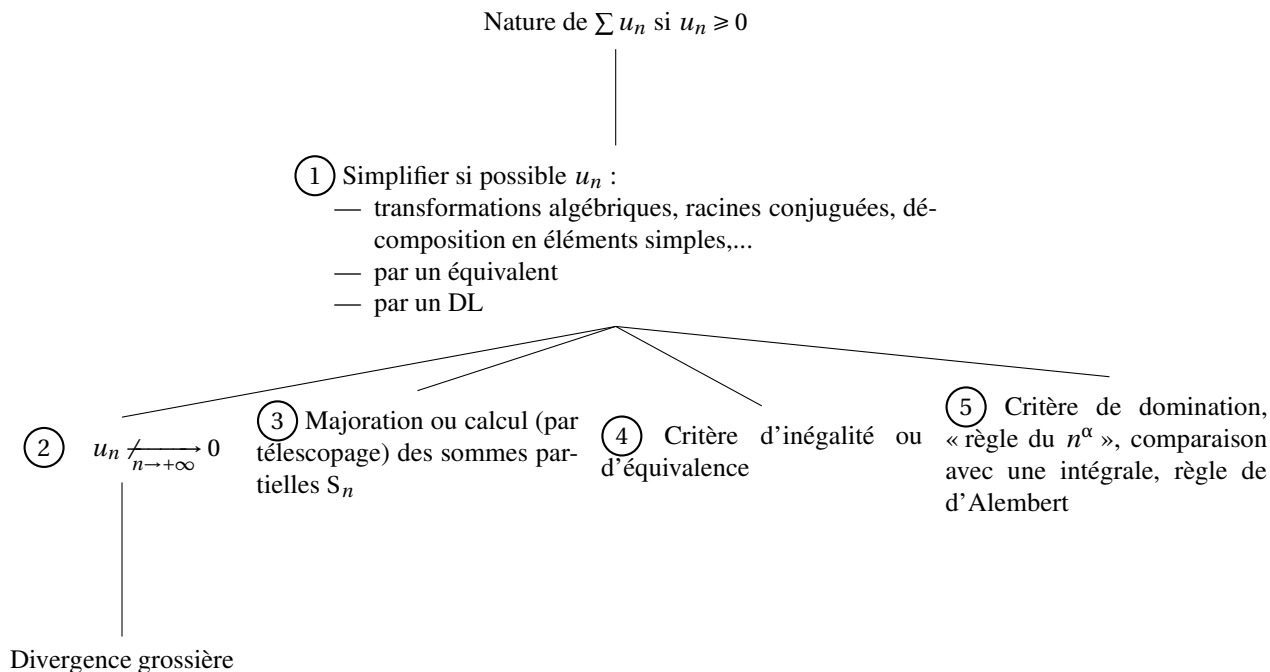 Nature de ∑ uₙ si uₙ ⩾ 0
① Simplifier si possible uₙ :
— transformations algébriques, racines conjuguées, dé-
composition en éléments simples,...
— par un équivalent
— par un DL
② uₙ ↛ 0 n→+∞
③ Majoration ou calcul (par
télescopage) des sommes par-
tielles Sₙ
④ Critère d'inégalité ou
d'équivalence
⑤ Critère de domination,
« règle du n^α », comparaison
avec une intégrale, règle de
d'Alembert
Divergence grossière